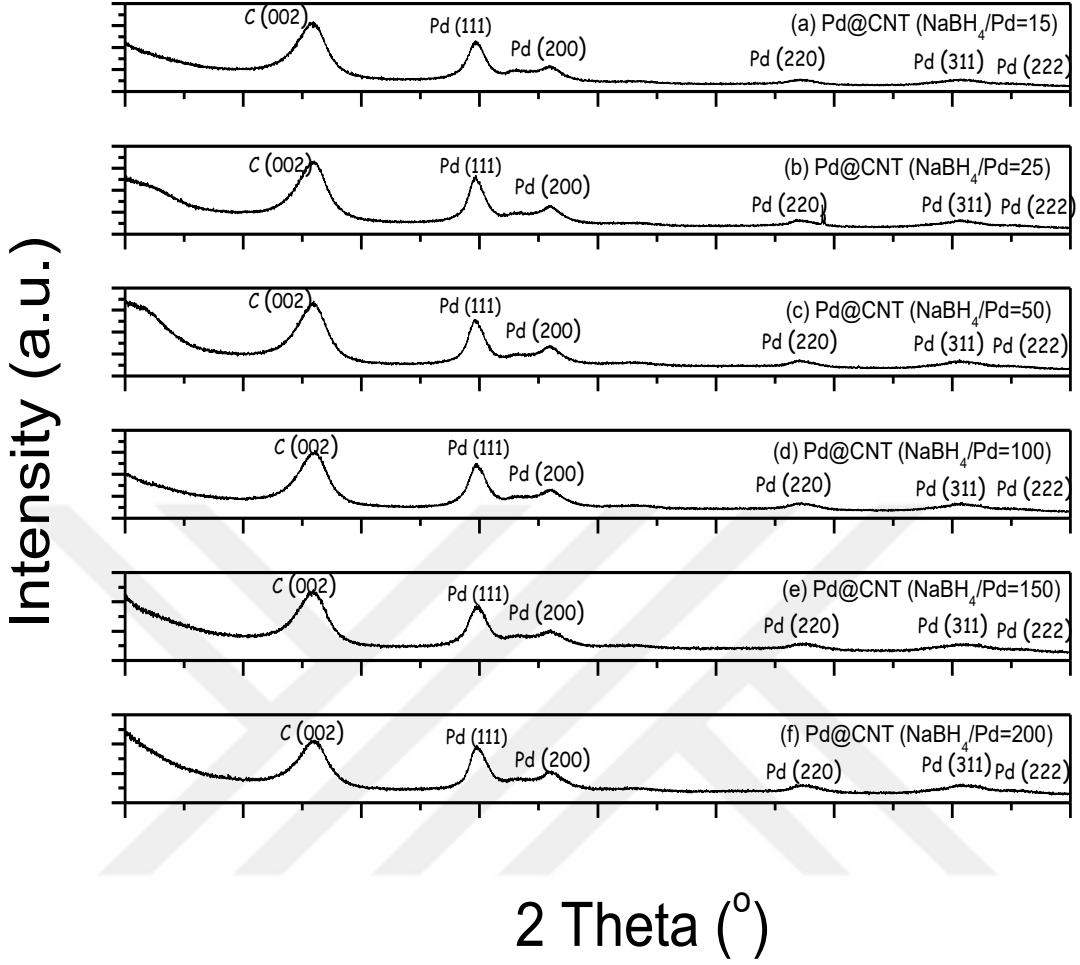 C (002) Pd (111) Pd (200) Pd (220) Pd (311) Pd (222) (a) Pd@CNT (NaBH4/Pd=15)
C (002) Pd (111) Pd (200) Pd (220) Pd (311) Pd (222) (b) Pd@CNT (NaBH4/Pd=25)
C (002) Pd (111) Pd (200) Pd (220) Pd (311) Pd (222) (c) Pd@CNT (NaBH4/Pd=50)
C (002) Pd (111) Pd (200) Pd (220) Pd (311) Pd (222) (d) Pd@CNT (NaBH4/Pd=100)
C (002) Pd (111) Pd (200) Pd (220) Pd (311) Pd (222) (e) Pd@CNT (NaBH4/Pd=150)
C (002) Pd (111) Pd (200) Pd (220) Pd (311) Pd (222) (f) Pd@CNT (NaBH4/Pd=200)
Intensity (a.u.)
2 Theta (o)